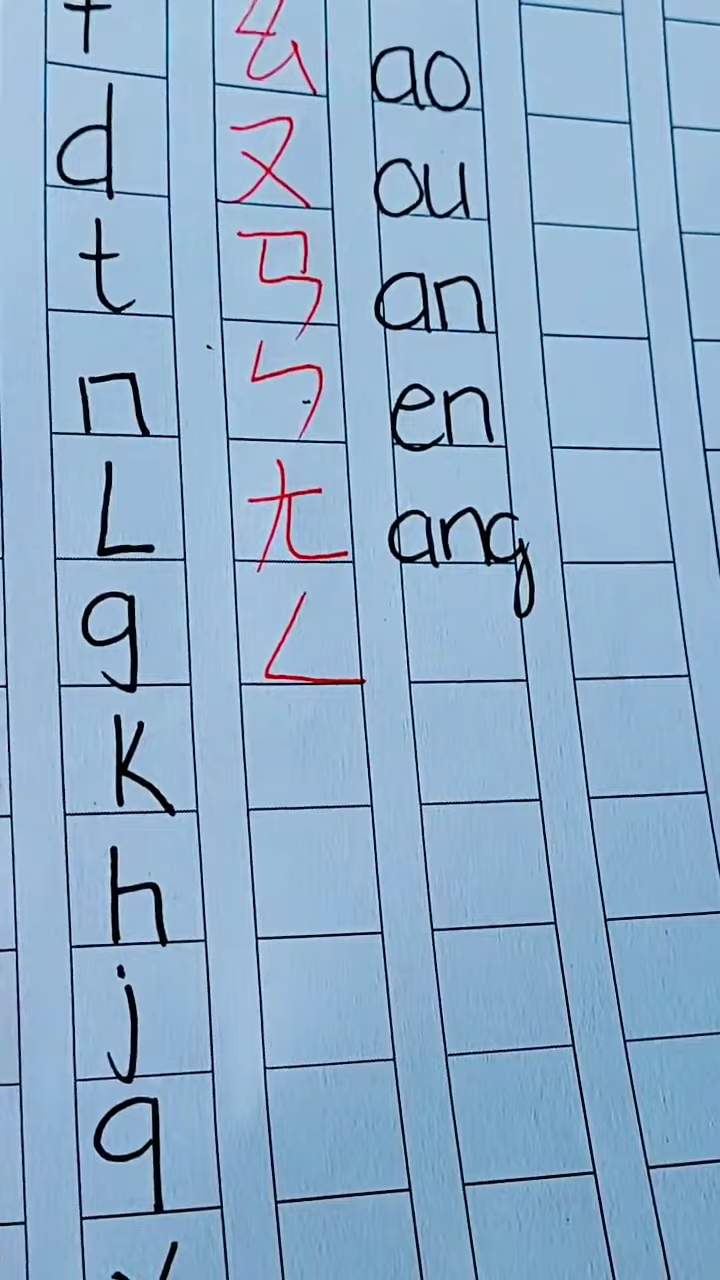 f ㄠ ao
d ㄡ ou
t ㄢ an
n ㄣ en
L ㄤ ang
g ㄥ
k
h
j
q